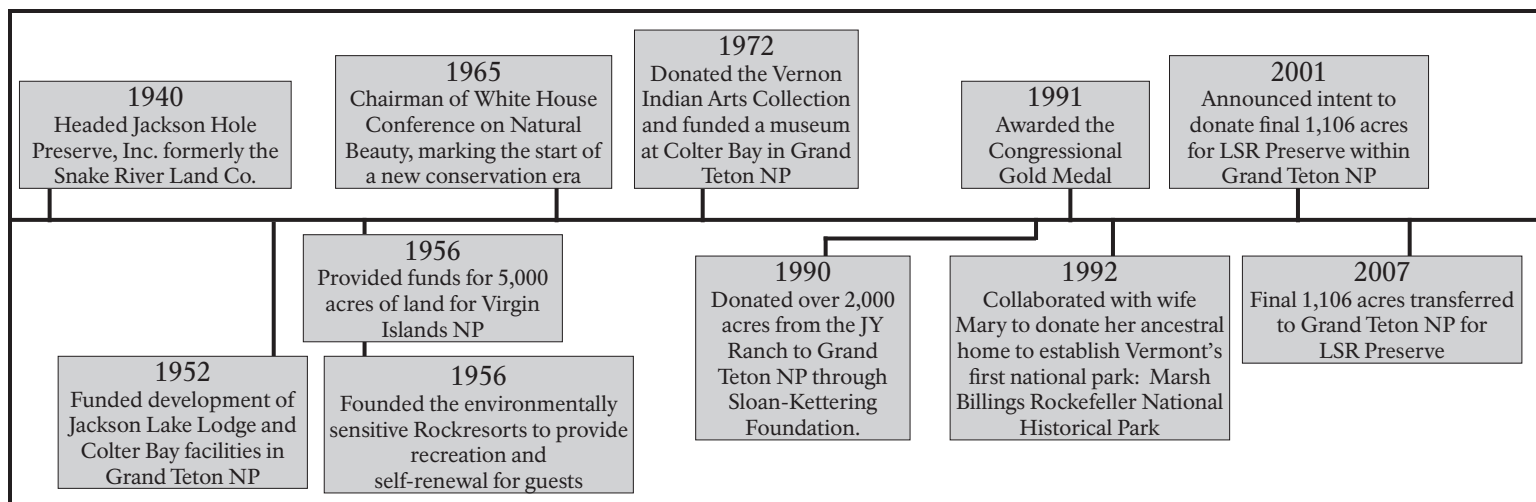 1940
Headed Jackson Hole
Preserve, Inc. formerly the
Snake River Land Co.
1965
Chairman of White House
Conference on Natural
Beauty, marking the start of
a new conservation era
1972
Donated the Vernon
Indian Arts Collection
and funded a museum
at Colter Bay in Grand
Teton NP
1991
Awarded the
Congressional
Gold Medal
2001
Announced intent to
donate final 1,106 acres
for LSR Preserve within
Grand Teton NP
1952
Funded development of
Jackson Lake Lodge and
Colter Bay facilities in
Grand Teton NP
1956
Provided funds for 5,000
acres of land for Virgin
Islands NP
1956
Founded the environmentally
sensitive Rockresorts to provide
recreation and
self-renewal for guests
1990
Donated over 2,000
acres from the JY
Ranch to Grand
Teton NP through
Sloan-Kettering
Foundation.
1992
Collaborated with wife
Mary to donate her ancestral
home to establish Vermont's
first national park: Marsh
Billings Rockefeller National
Historical Park
2007
Final 1,106 acres transferred
to Grand Teton NP for
LSR Preserve